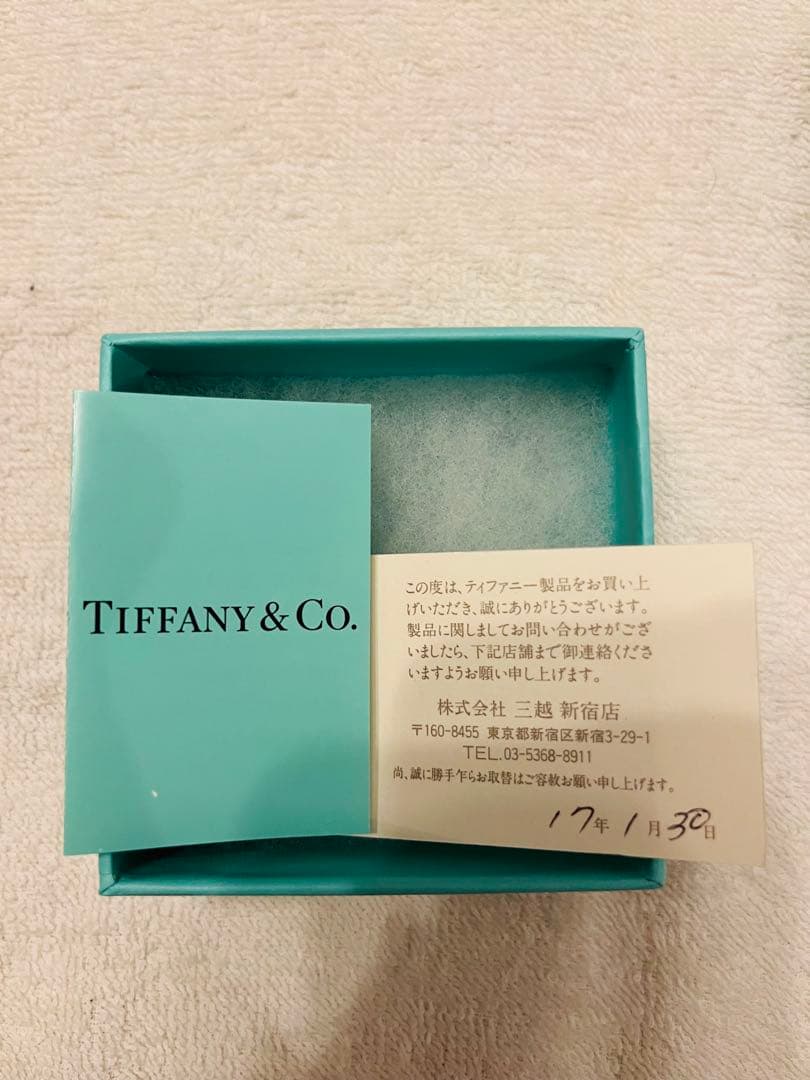 TIFFANY & CO.
この度は、ティファニー製品をお買い上
げいただき、誠にありがとうございます。
製品に関しましてお問い合わせがござ
いましたら、下記店舗まで御連絡くださ
いますようお願い申し上げます。
株式会社 三越 新宿店
〒160-8455 東京都新宿区新宿3-29-1
TEL.03-5368-8911
尚、誠に勝手乍らお取替はご容赦お願い申し上げます。
17年 1月30日